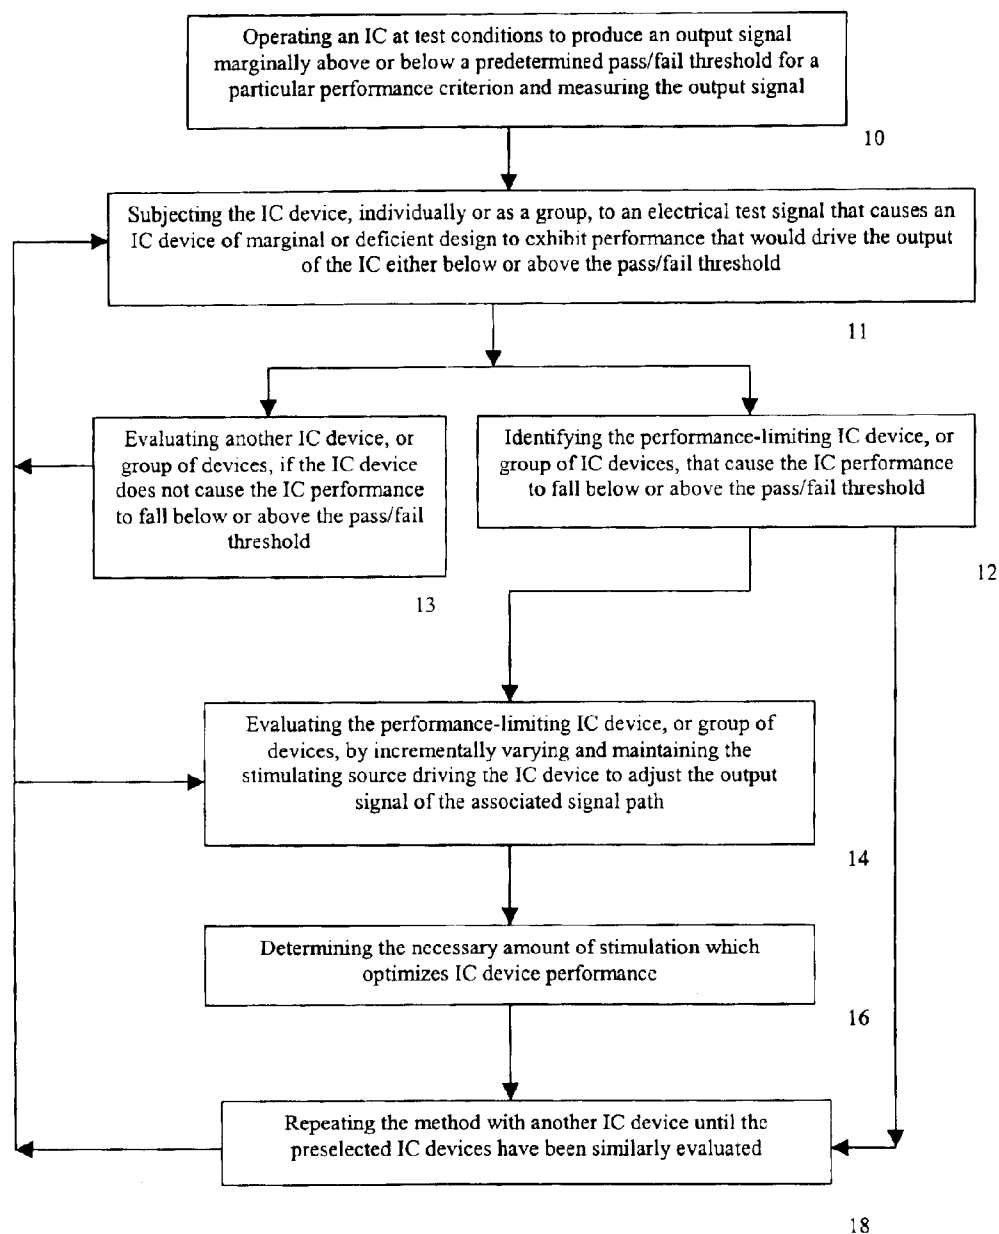 Operating an IC at test conditions to produce an output signal
marginally above or below a predetermined pass/fail threshold for a
particular performance criterion and measuring the output signal
10
Subjecting the IC device, individually or as a group, to an electrical test signal that causes an
IC device of marginal or deficient design to exhibit performance that would drive the output
of the IC either below or above the pass/fail threshold
11
Evaluating another IC device, or
group of devices, if the IC device
does not cause the IC performance
to fall below or above the pass/fail
threshold
13
Identifying the performance-limiting IC device, or
group of IC devices, that cause the IC performance
to fall below or above the pass/fail threshold
12
Evaluating the performance-limiting IC device, or group of
devices, by incrementally varying and maintaining the
stimulating source driving the IC device to adjust the output
signal of the associated signal path
14
Determining the necessary amount of stimulation which
optimizes IC device performance
16
Repeating the method with another IC device until the
preselected IC devices have been similarly evaluated
18